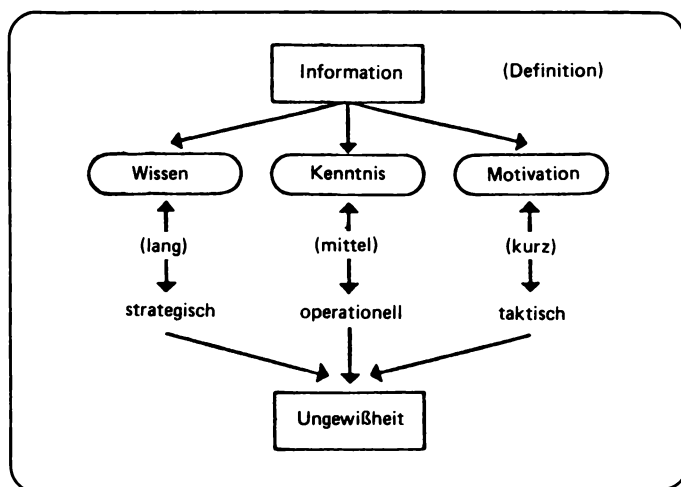 Information (Definition)
Wissen Kenntnis Motivation
(lang) (mittel) (kurz)
strategisch operationell taktisch
Ungewißheit